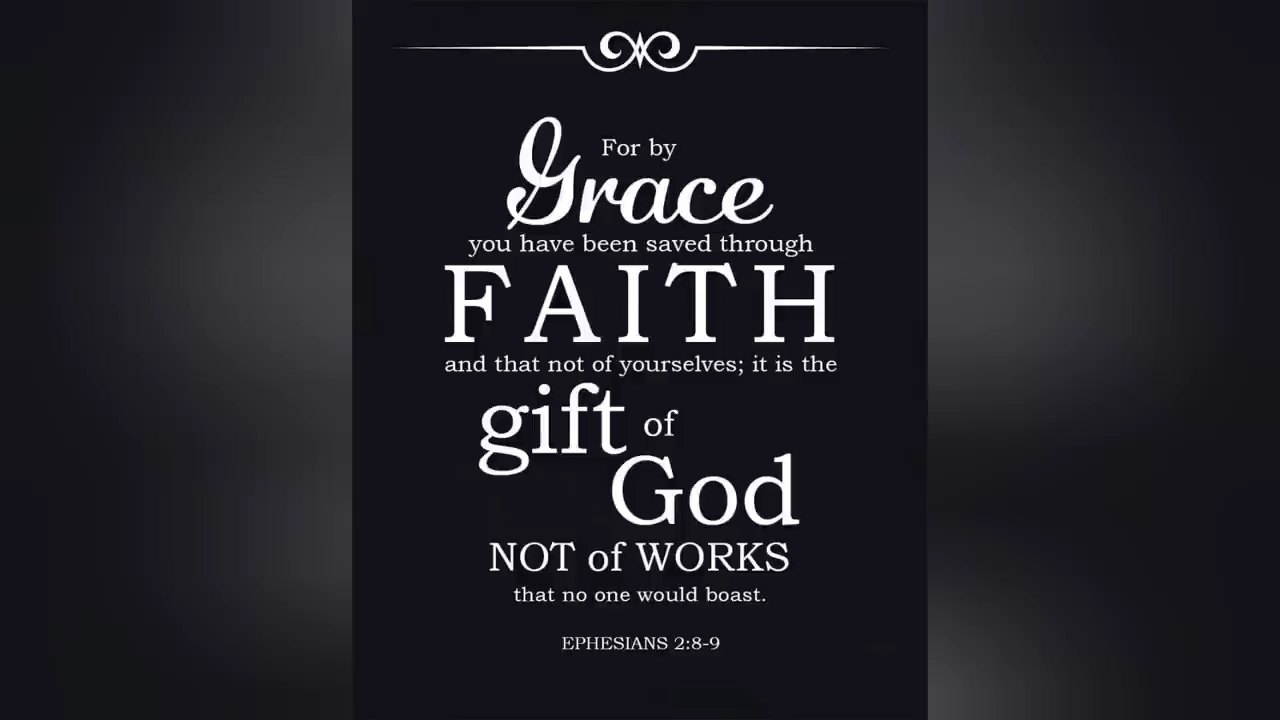 For by
Grace
you have been saved through
FAITH
and that not of yourselves; it is the
gift of
God
NOT of WORKS
that no one would boast.
EPHESIANS 2:8-9